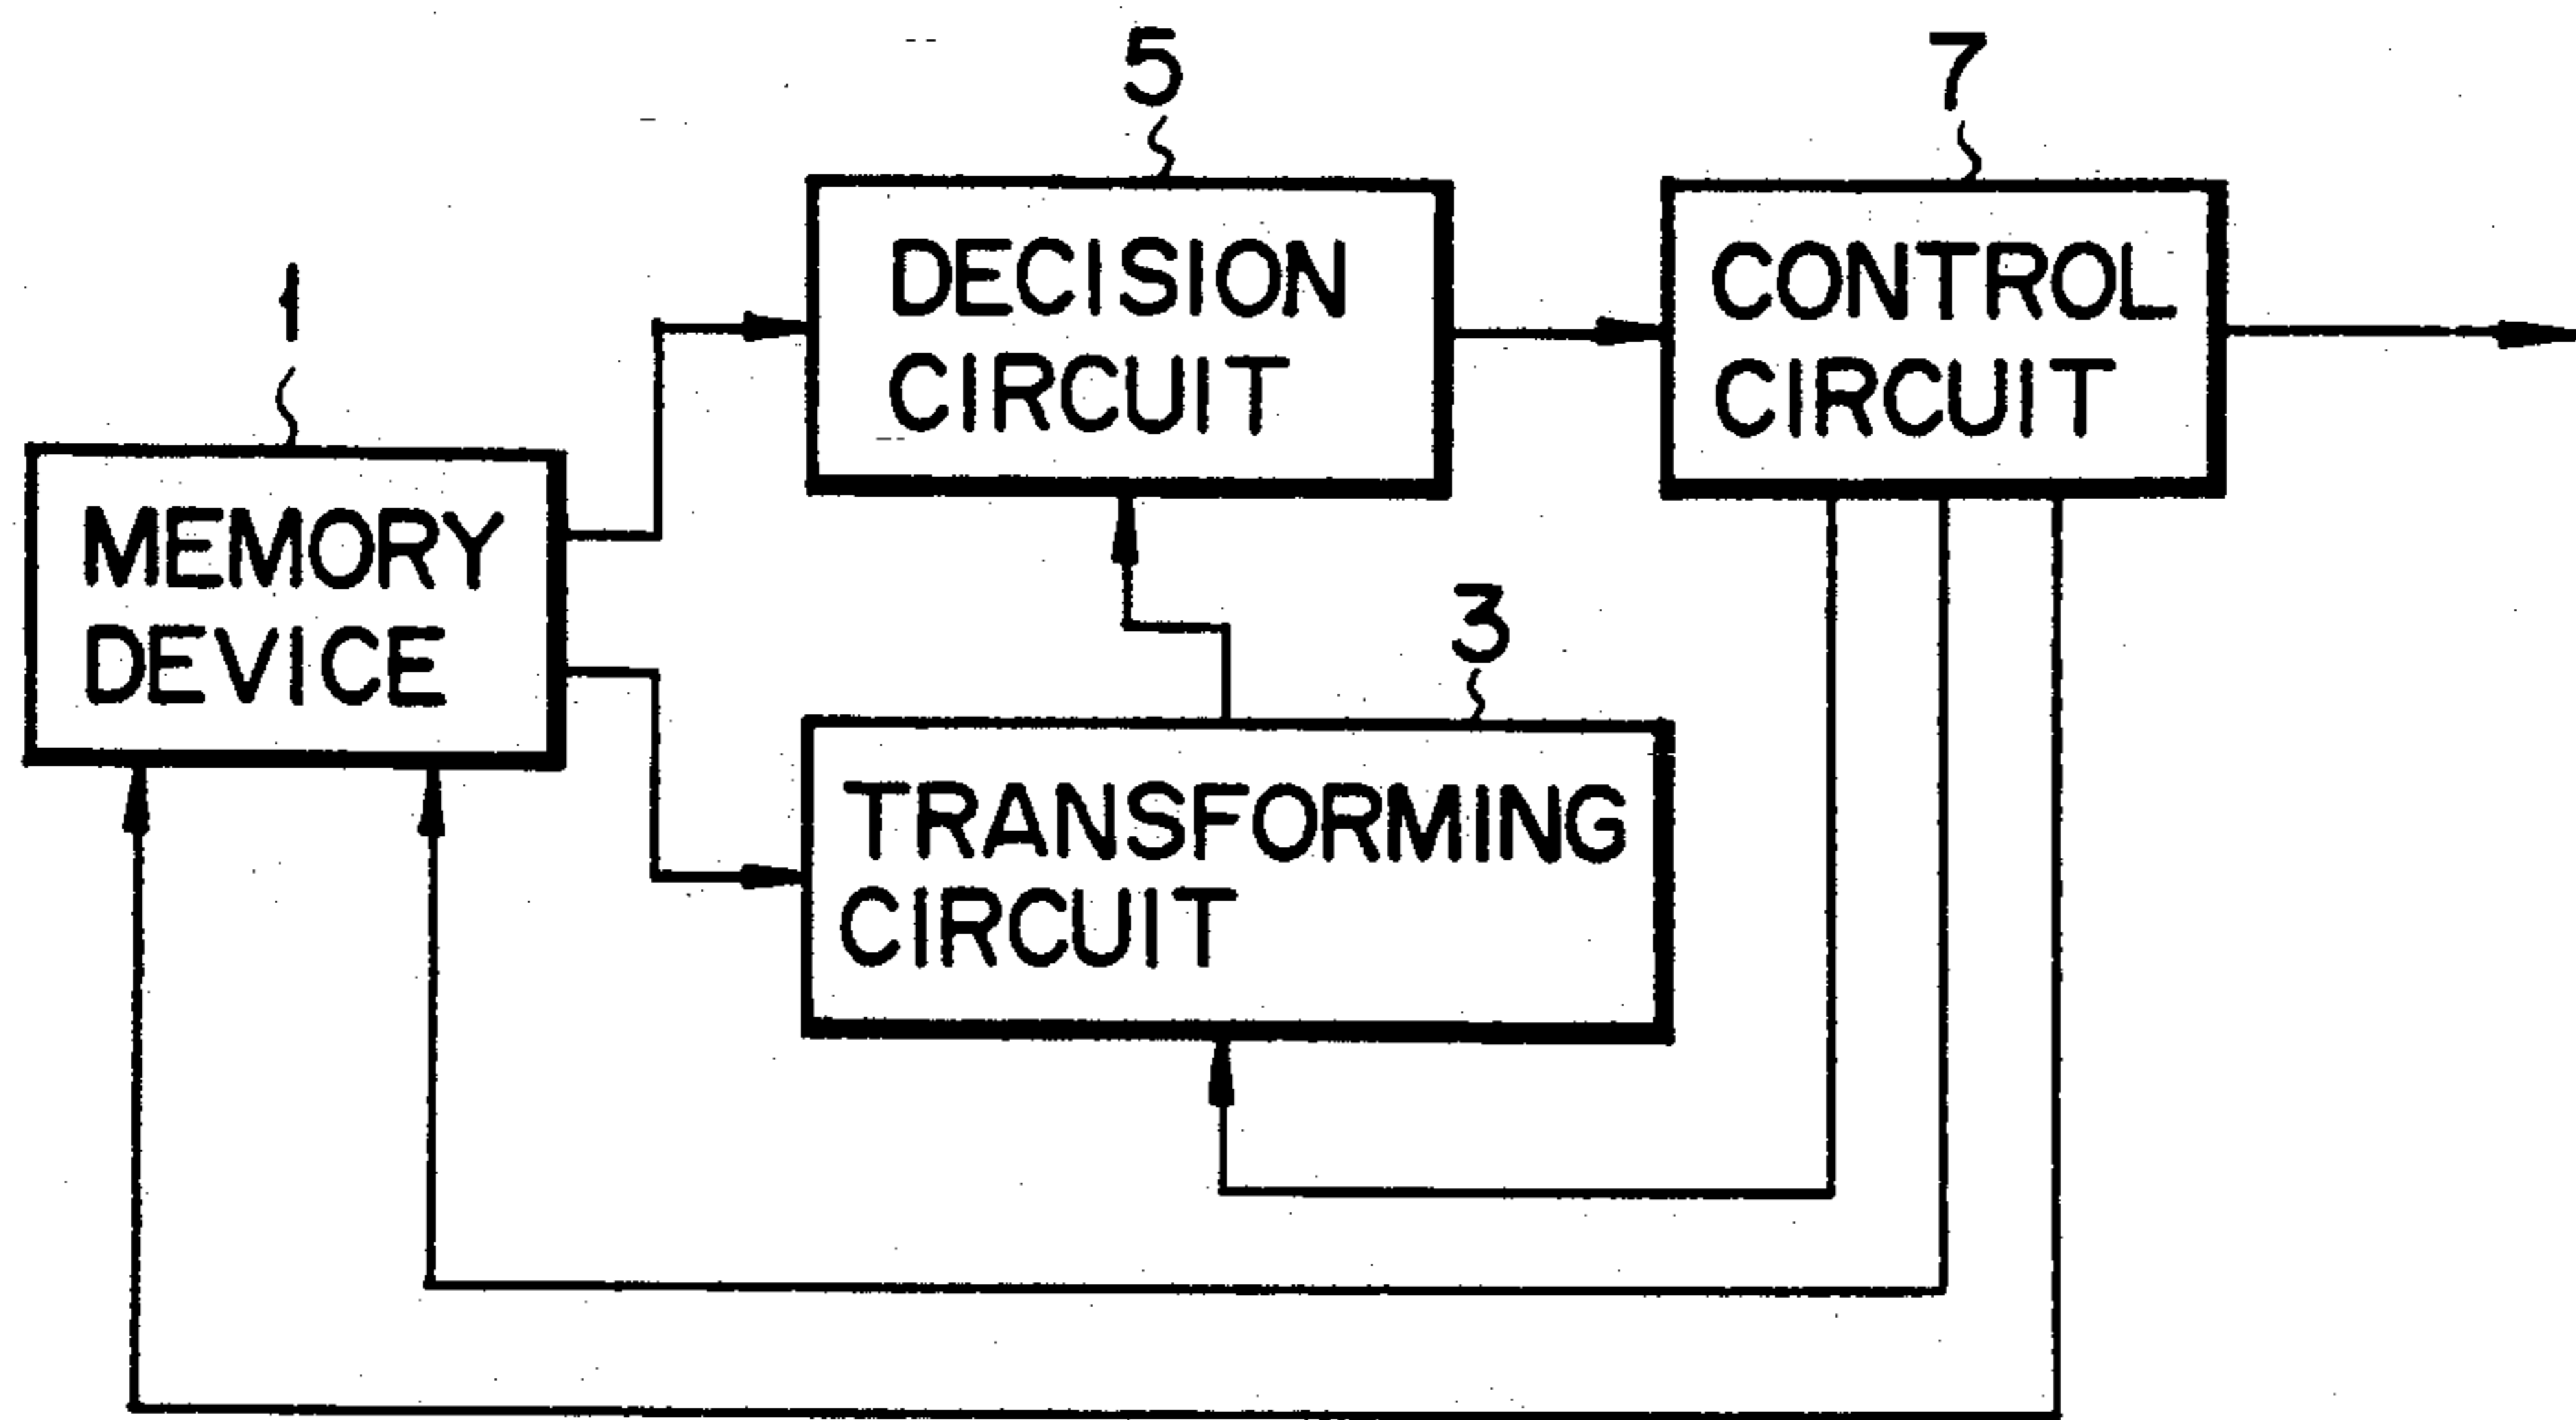 5
7
DECISION
CIRCUIT
CONTROL
CIRCUIT
1
MEMORY
DEVICE
3
TRANSFORMING
CIRCUIT